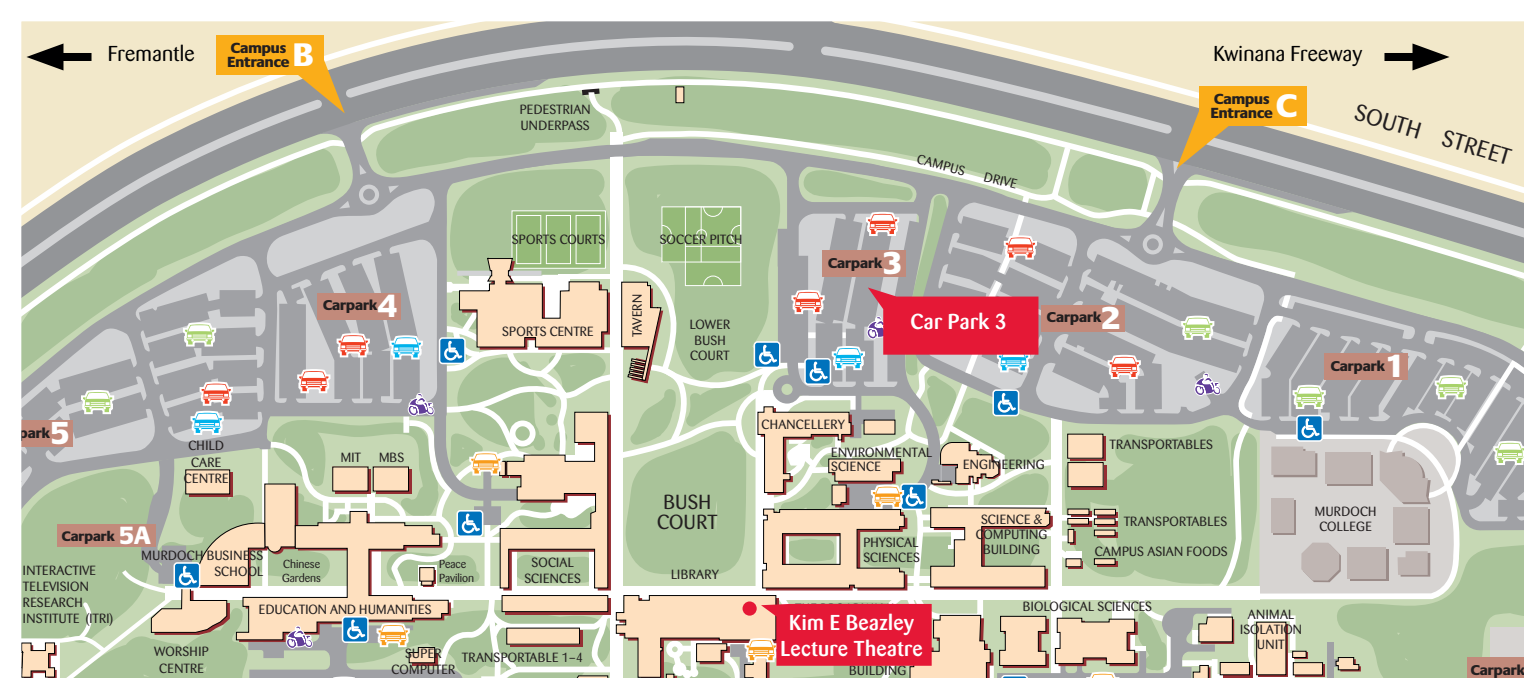 Fremantle
Campus
Entrance B
Kwinana Freeway
Campus
Entrance C
SOUTH STREET
PEDESTRIAN
UNDERPASS
CAMPUS DRIVE
SPORTS COURTS
SOCCER PITCH
Carpark 3
Carpark 4
Car Park 3
Carpark 2
SPORTS CENTRE
TAVERN
LOWER
BUSH
COURT
Carpark 1
park 5
CHILD
CARE
CENTRE
MIT
MBS
CHANCELLERY
ENVIRONMENTAL
SCIENCE
ENGINEERING
TRANSPORTABLES
BUSH
COURT
MURDOCH
COLLEGE
Carpark 5A
MURDOCH BUSINESS
SCHOOL
Chinese
Gardens
Peace
Pavilion
SOCIAL
SCIENCES
LIBRARY
PHYSICAL
SCIENCES
SCIENCE &
COMPUTING
BUILDING
TRANSPORTABLES
CAMPUS ASIAN FOODS
INTERACTIVE
TELEVISION
RESEARCH
INSTITUTE (ITRI)
EDUCATION AND HUMANITIES
WORSHIP
CENTRE
SUPER
COMPUTER
TRANSPORTABLE 1–4
Kim E Beazley
Lecture Theatre
BUILDING
BIOLOGICAL SCIENCES
ANIMAL
ISOLATION
UNIT
Carpark